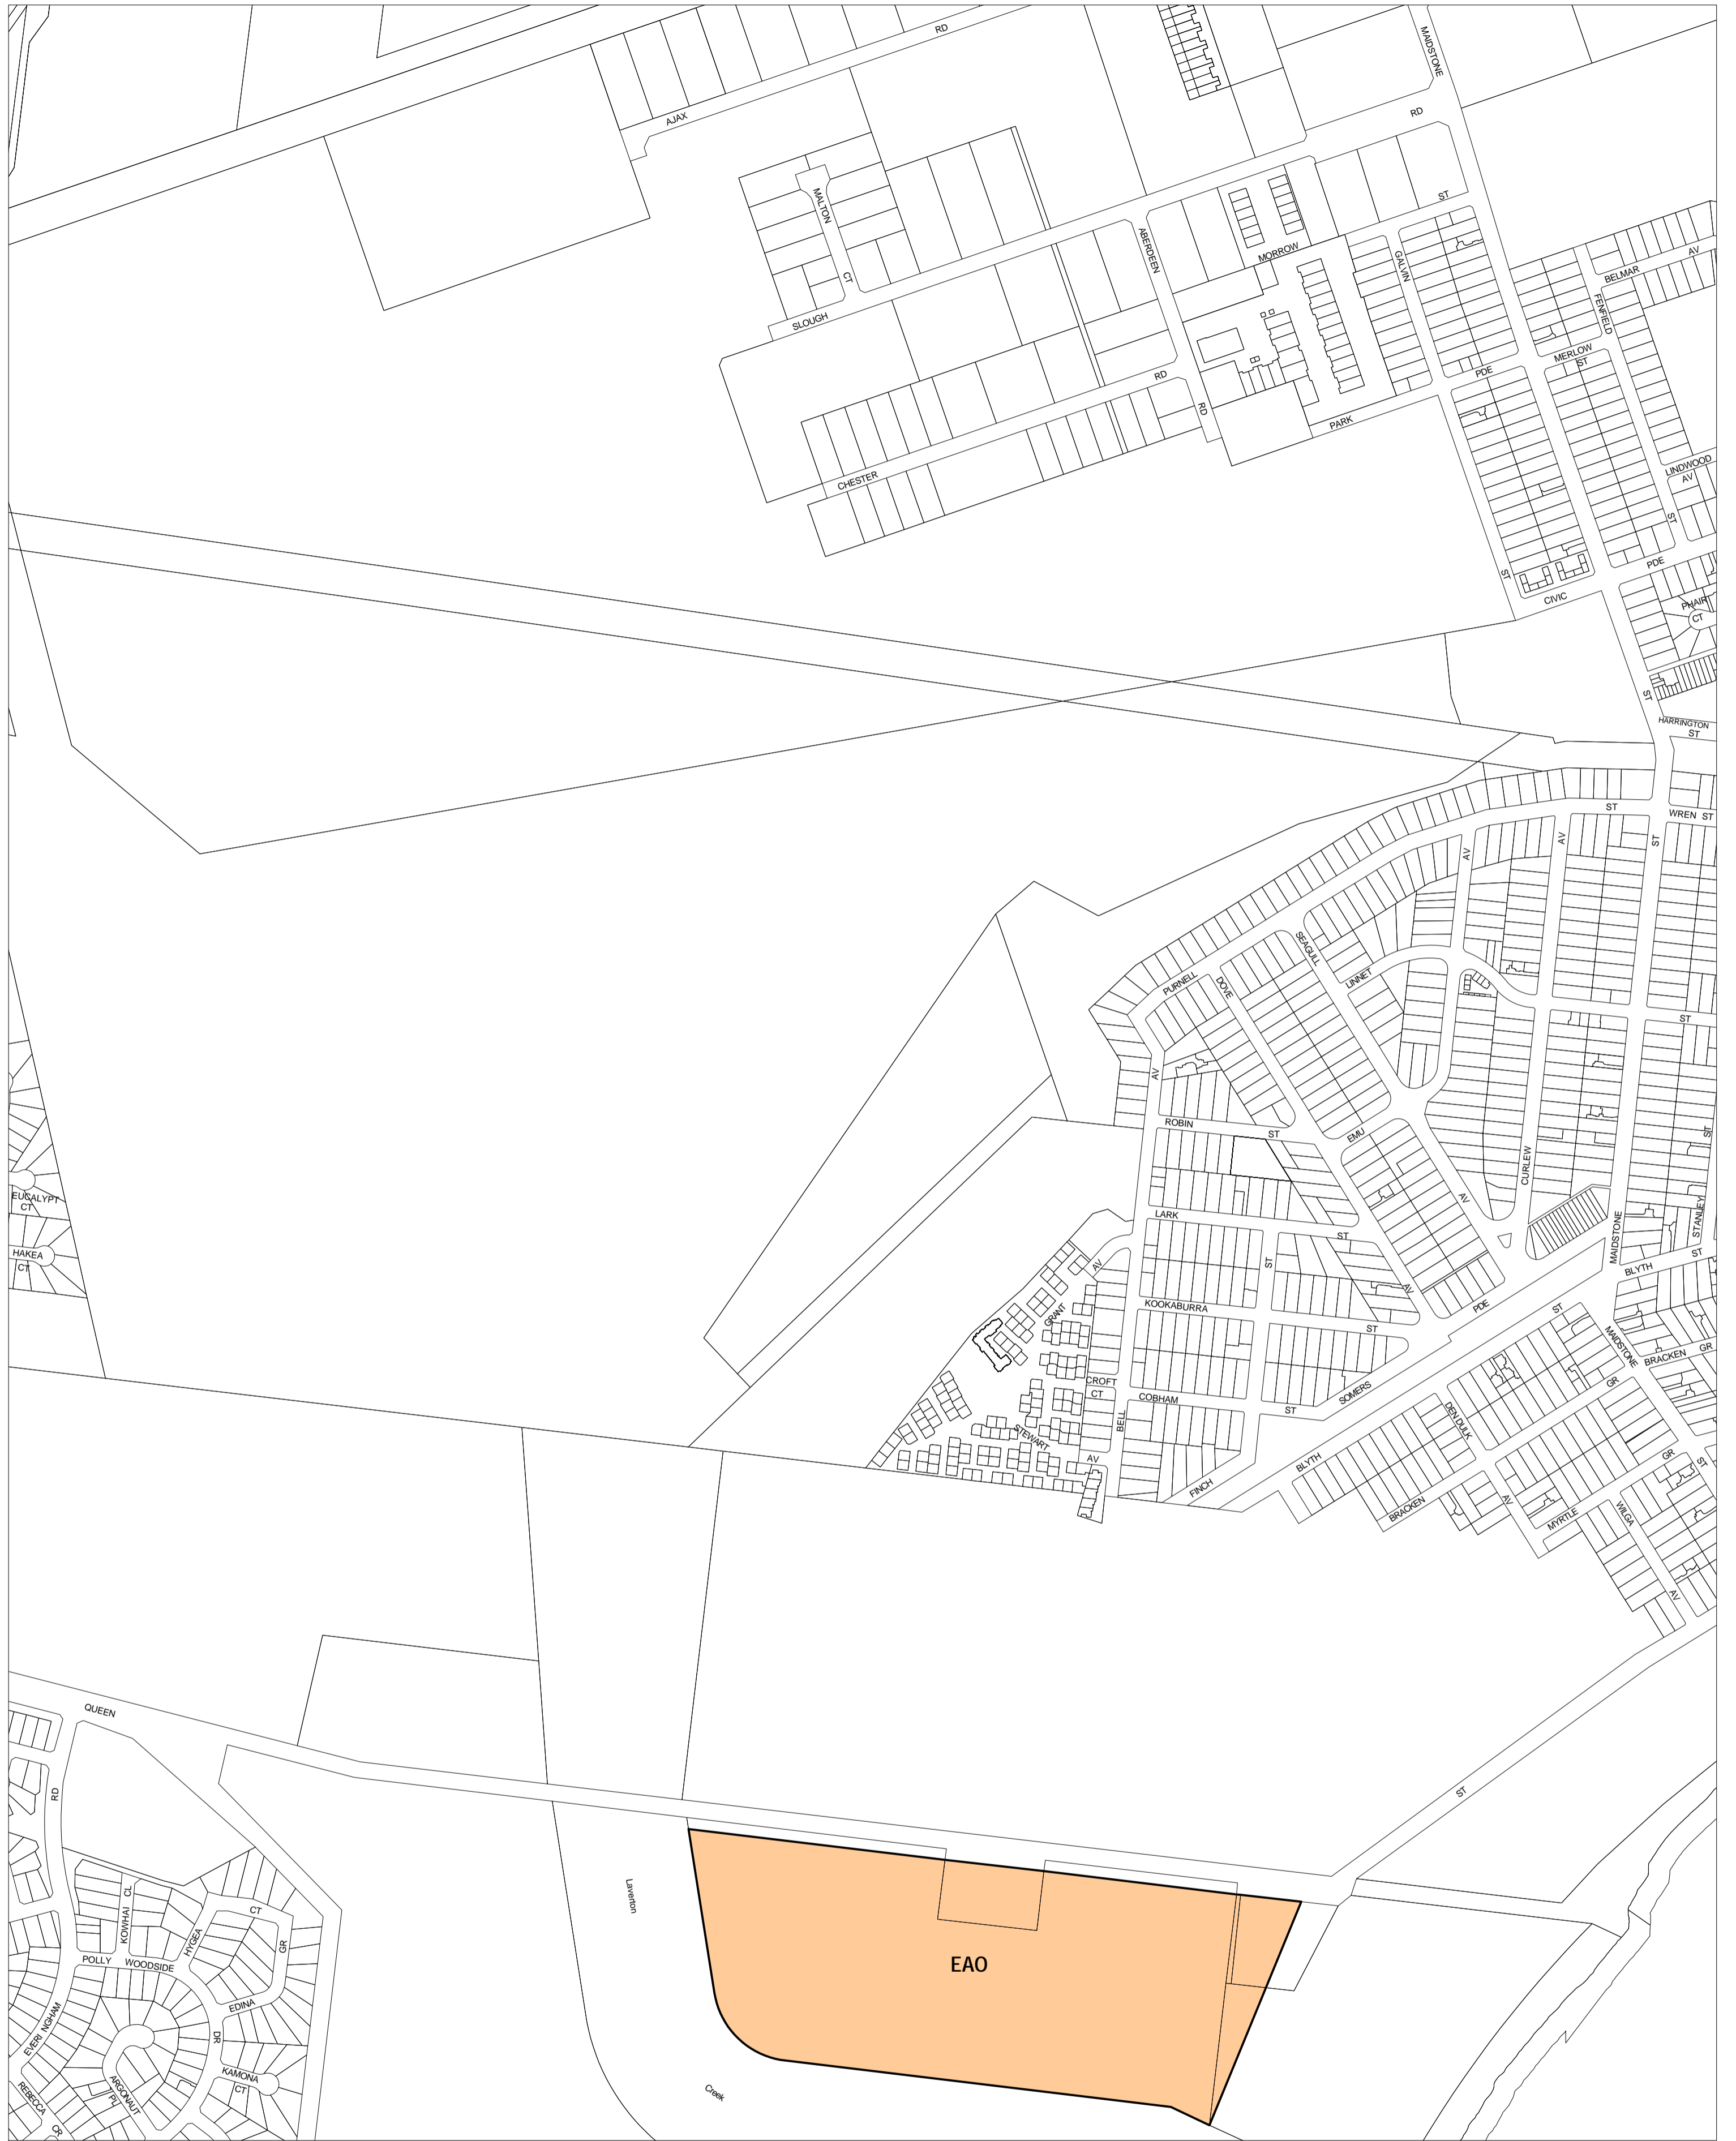 RD
MAIDSTONE
AJAX
RD
MALTON
CT
ST
ABERDEEN
MORROW
GALVIN
AV
BELMAR
FENFIELD
SLOUGH
MERLOW
ST
PDE
RD
RD
PARK
CHESTER
LINDWOOD
AV
ST
PDE
ST
CIVIC
PHAIR
CT
ST
HARRINGTON
ST
ST
WREN ST
AV
AV
ST
SEAGULL
LINNET
PURNELL
DOVE
ST
AV
ROBIN
ST
EMU
ST
CURLEW
EUCALYPT
CT
AV
STANLEY
LARK
ST
MAIDSTONE
HAKEA
CT
ST
AV
ST
BLYTH
AV
KOOKABURRA
PDE
ST
GRANT
ST
MAIDSTONE
BRACKEN GR
CROFT
CT
COBHAM
SOMERS
GR
ST
BELL
DEN DULK
STEWART
AV
BLYTH
GR
ST
FINCH
AV
BRACKEN
MYRTLE
WILGA
AV
QUEEN
RD
ST
Laverton
KOWHAI CL
CT
HYGEA
GR
POLLY WOODSIDE
EAO
EDINA
EVERINGHAM
DR
KAMONA
CT
REBECCA
CR
ARGONAUT
PL
Creek